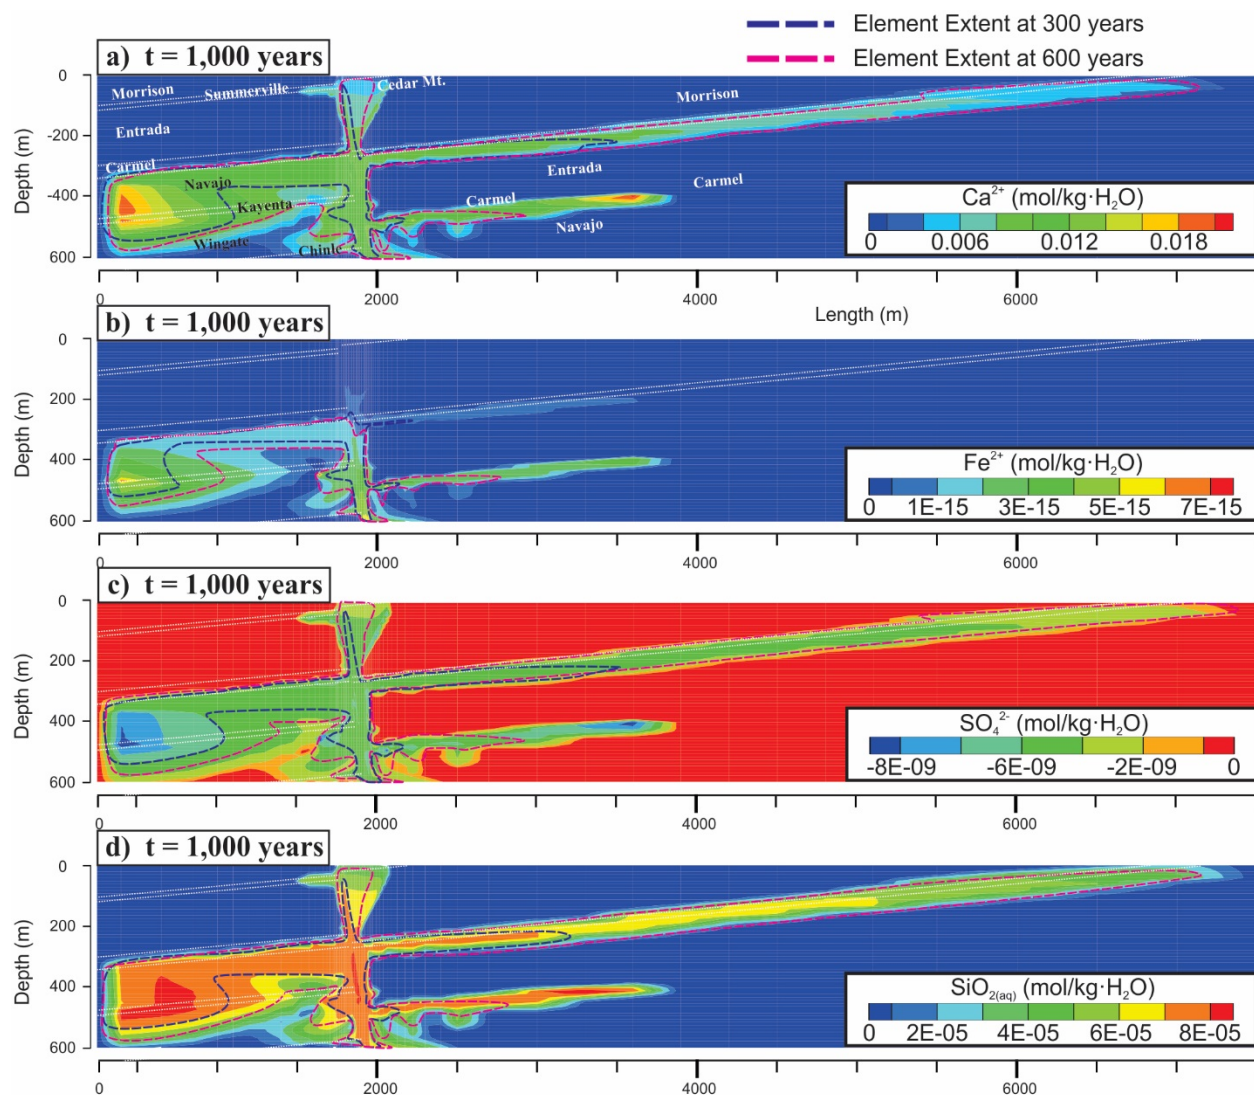 Element Extent at 300 years
Element Extent at 600 years
a) t = 1,000 years
0
-200
-400
600
Depth (m)
Morrison
Summerville
Cedar Mt.
Morrison
Entrada
Carmel
Navajo
Kayenta
Wingate
Chinle
Entrada
Carmel
Carmel
Navajo
Ca2+ (mol/kg·H2O)
0 0.006 0.012 0.018
0 2000 4000 6000
Length (m)
b) t = 1,000 years
0
200
400
600
Depth (m)
Fe2+ (mol/kg·H2O)
0 1E-15 3E-15 5E-15 7E-15
0 2000 4000 6000
c) t = 1,000 years
0
200
400
600
Depth (m)
SO42- (mol/kg·H2O)
-8E-09 -6E-09 -2E-09 0
0 2000 4000 6000
d) t = 1,000 years
0
200
400
600
Depth (m)
SiO2(aq) (mol/kg·H2O)
0 2E-05 4E-05 6E-05 8E-05
0 2000 4000 6000